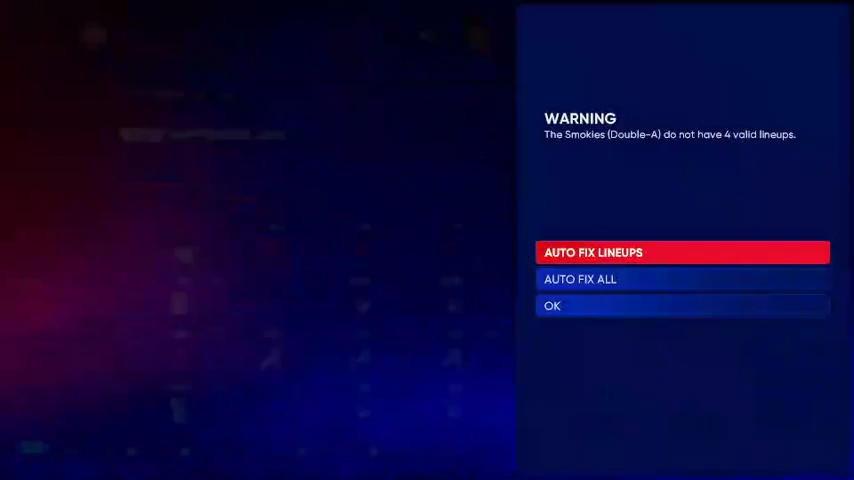 WARNING
The Smokies (Double-A) do not have 4 valid lineups.
AUTO FIX LINEUPS
AUTO FIX ALL
OK